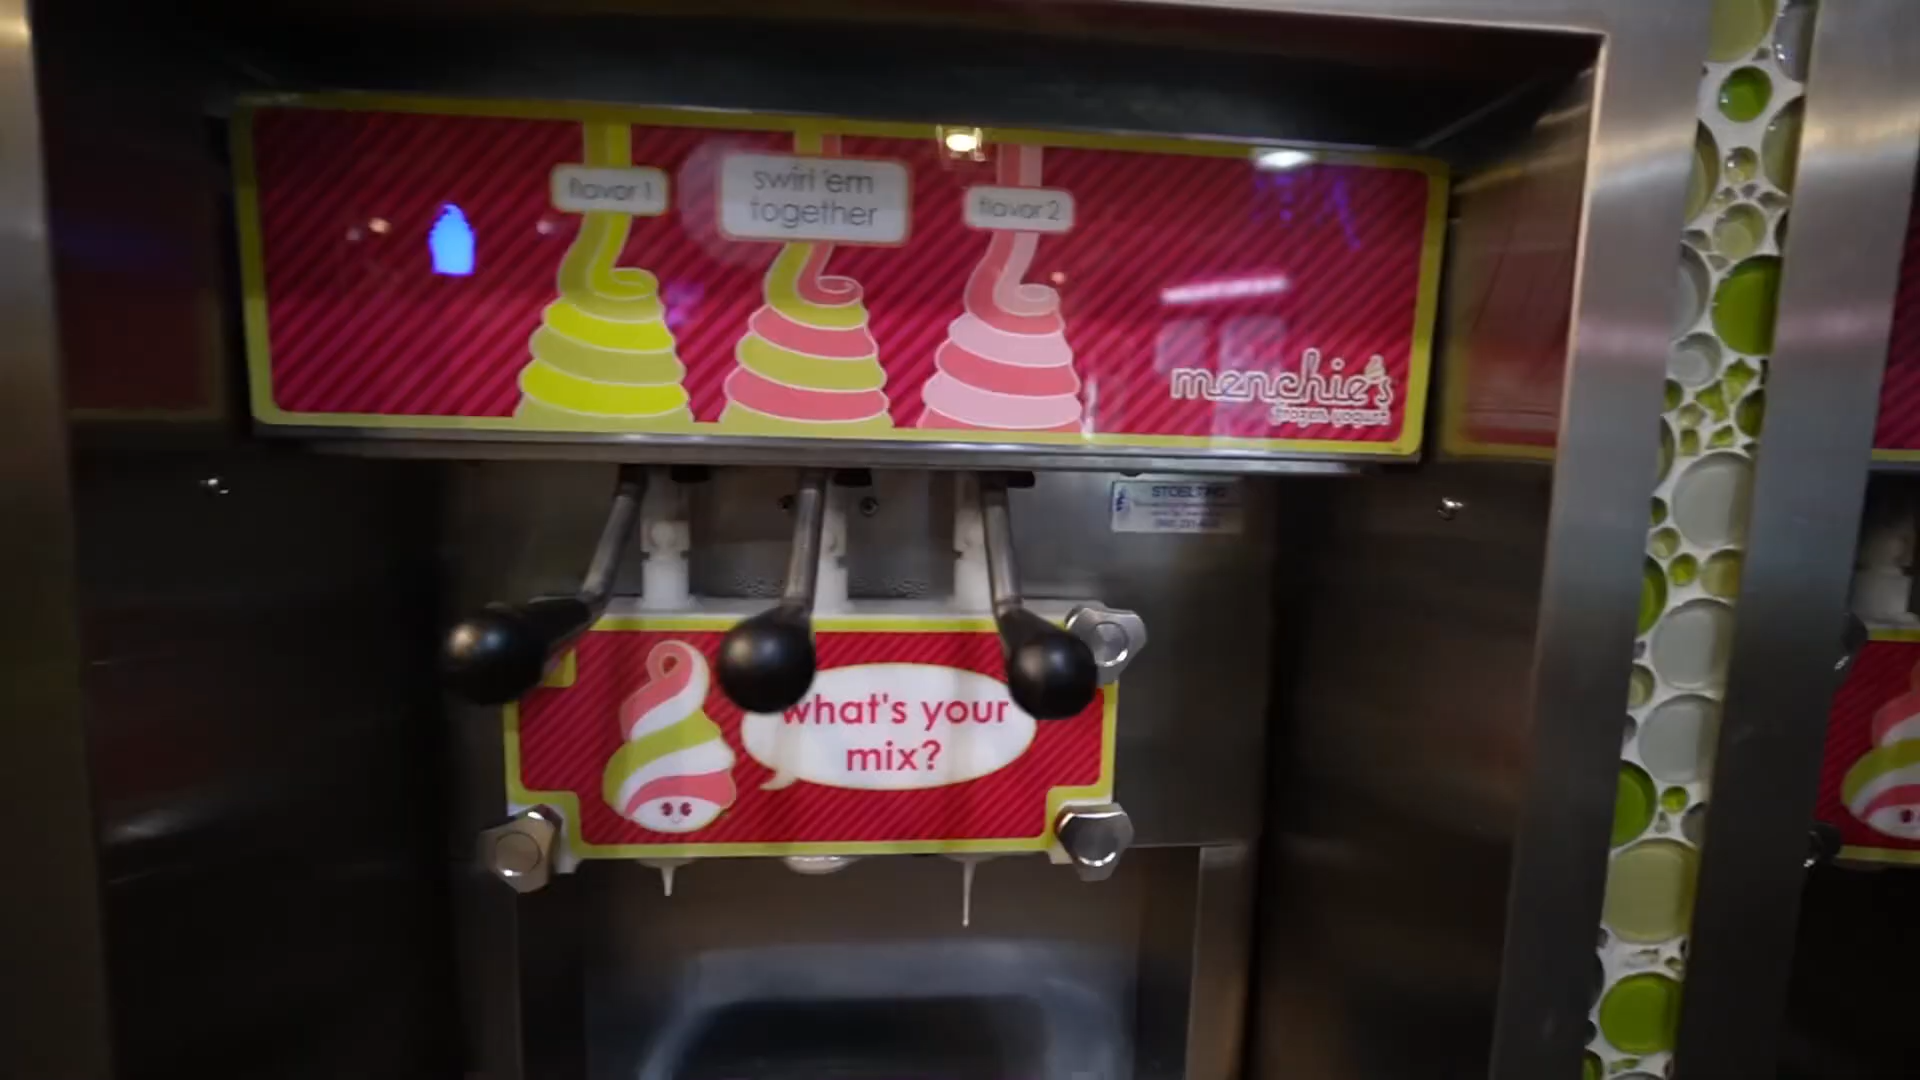 flavor 1
swirl 'em
together
flavor 2
menchie's
frozen yogurt
STOELTING
what's your
mix?